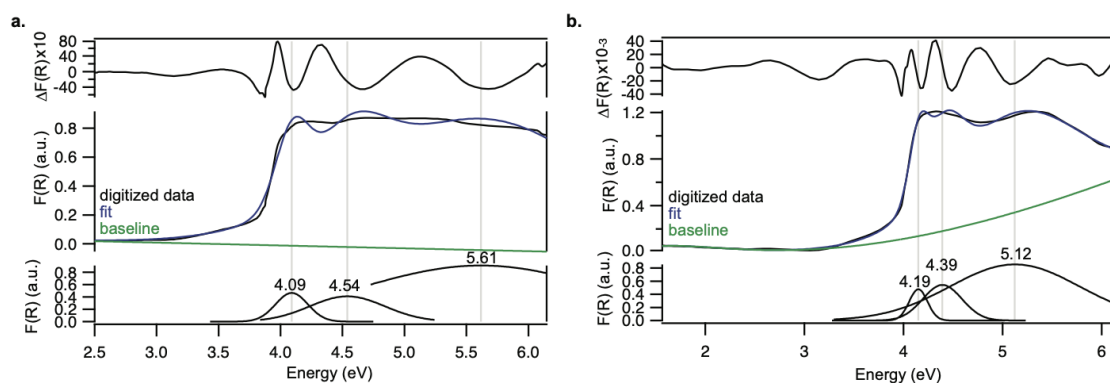 a.
ΔF(R)x10
80
40
0
-40
F(R) (a.u.)
0.8
0.6
0.4
0.2
0.0
digitized data
fit
baseline
F(R) (a.u.)
0.8
0.6
0.4
0.2
0.0
4.09
4.54
5.61
2.5 3.0 3.5 4.0 4.5 5.0 5.5 6.0
Energy (eV)
b.
ΔF(R)x10-3
40
20
0
-20
-40
F(R) (a.u.)
1.2
0.8
0.4
0.0
digitized data
fit
baseline
F(R) (a.u.)
0.8
0.6
0.4
0.2
0.0
4.19
4.39
5.12
2 3 4 5 6
Energy (eV)